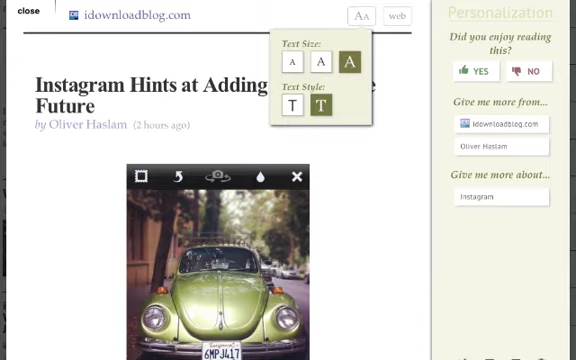 close
idownloadblog.com
AA
web
Text Size:
A A A
Text Style:
T T
Instagram Hints at Adding
e
Future
by Oliver Haslam (2 hours ago)
6MPJ417
Personalization
Did you enjoy reading
this?
YES
NO
Give me more from...
idownloadblog.com
Oliver Haslam
Give me more about...
Instagram